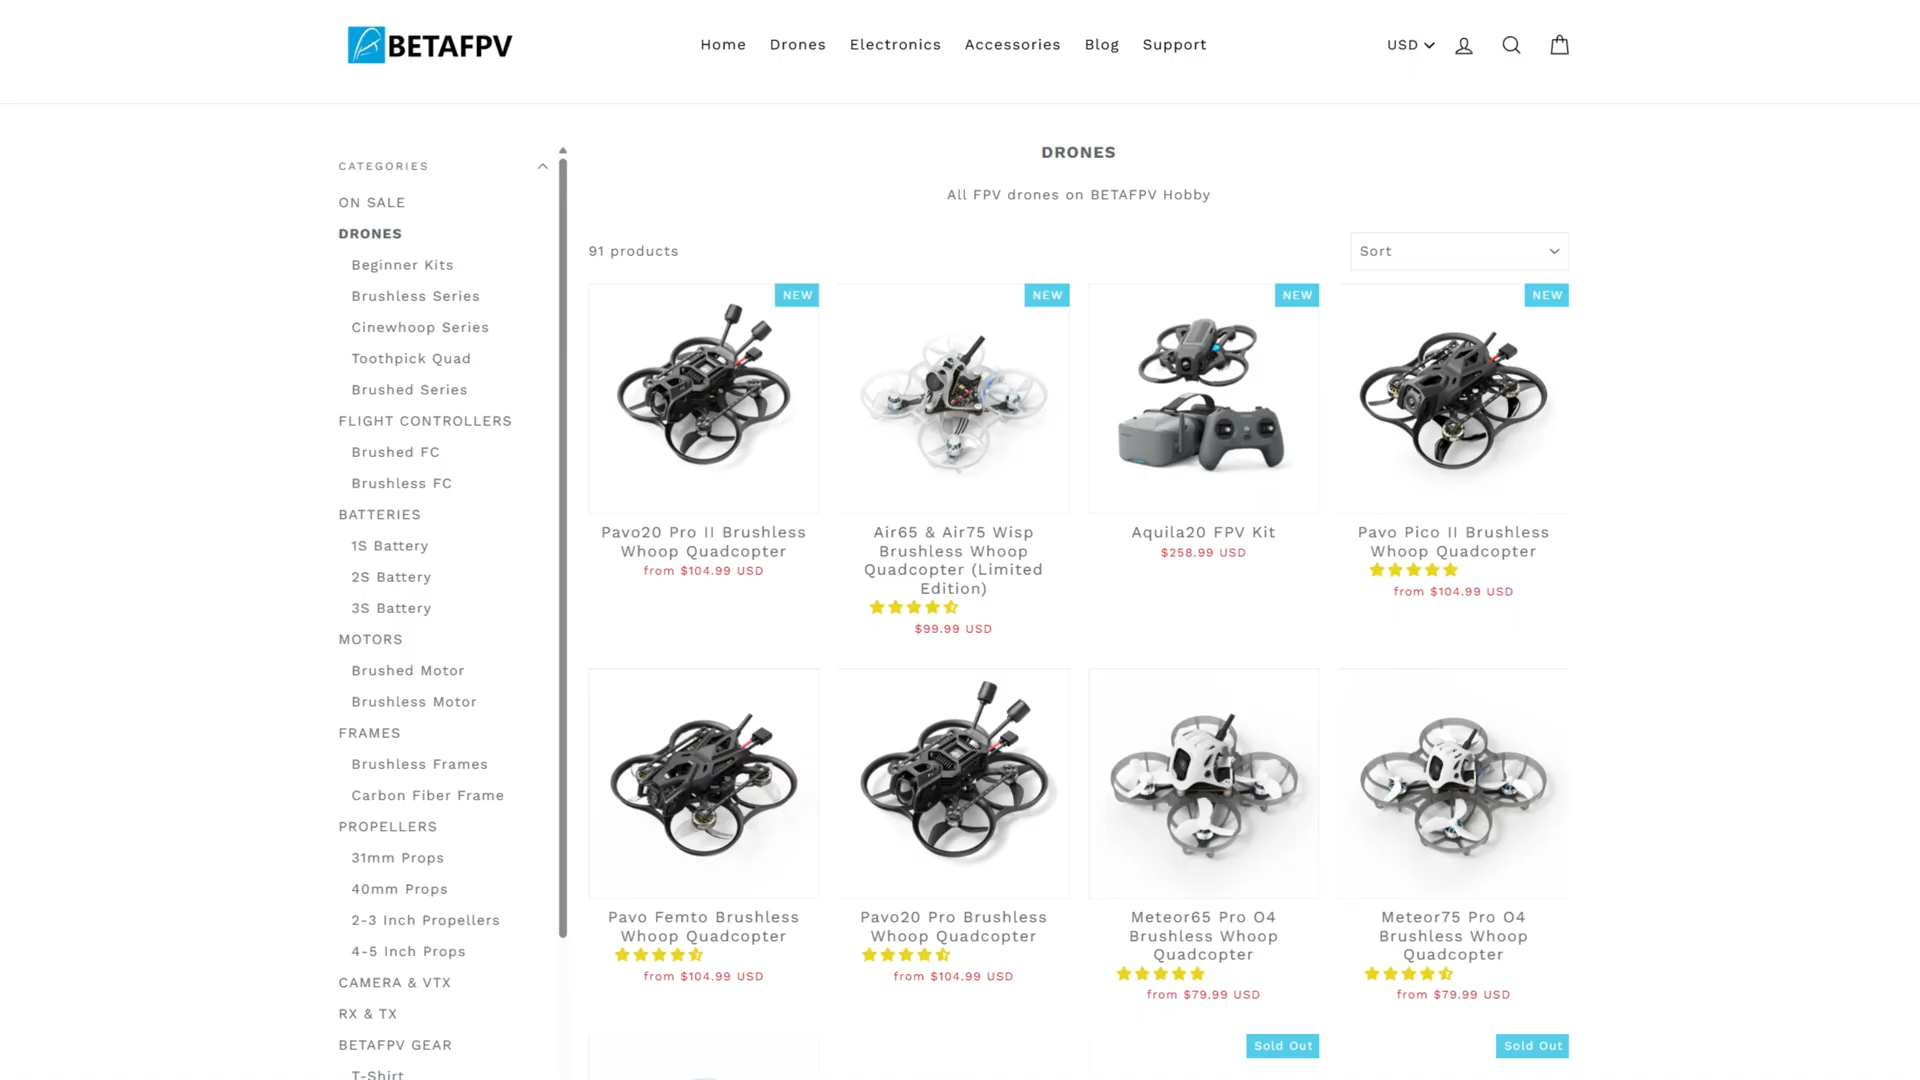 BETAFPV
Home
Drones
Electronics
Accessories
Blog
Support
USD
CATEGORIES
ON SALE
DRONES
Beginner Kits
Brushless Series
Cinewhoop Series
Toothpick Quad
Brushed Series
FLIGHT CONTROLLERS
Brushed FC
Brushless FC
BATTERIES
1S Battery
2S Battery
3S Battery
MOTORS
Brushed Motor
Brushless Motor
FRAMES
Brushless Frames
Carbon Fiber Frame
PROPELLERS
31mm Props
40mm Props
2-3 Inch Propellers
4-5 Inch Props
CAMERA & VTX
RX & TX
BETAFPV GEAR
T-Shirt
DRONES
All FPV drones on BETAFPV Hobby
91 products
Sort
NEW
Pavo20 Pro II Brushless
Whoop Quadcopter
from $104.99 USD
NEW
Air65 & Air75 Wisp
Brushless Whoop
Quadcopter (Limited
Edition)
$99.99 USD
NEW
Aquila20 FPV Kit
$258.99 USD
NEW
Pavo Pico II Brushless
Whoop Quadcopter
from $104.99 USD
Pavo Femto Brushless
Whoop Quadcopter
from $104.99 USD
Pavo20 Pro Brushless
Whoop Quadcopter
from $104.99 USD
Meteor65 Pro O4
Brushless Whoop
Quadcopter
from $79.99 USD
Meteor75 Pro O4
Brushless Whoop
Quadcopter
from $79.99 USD
Sold Out
Sold Out